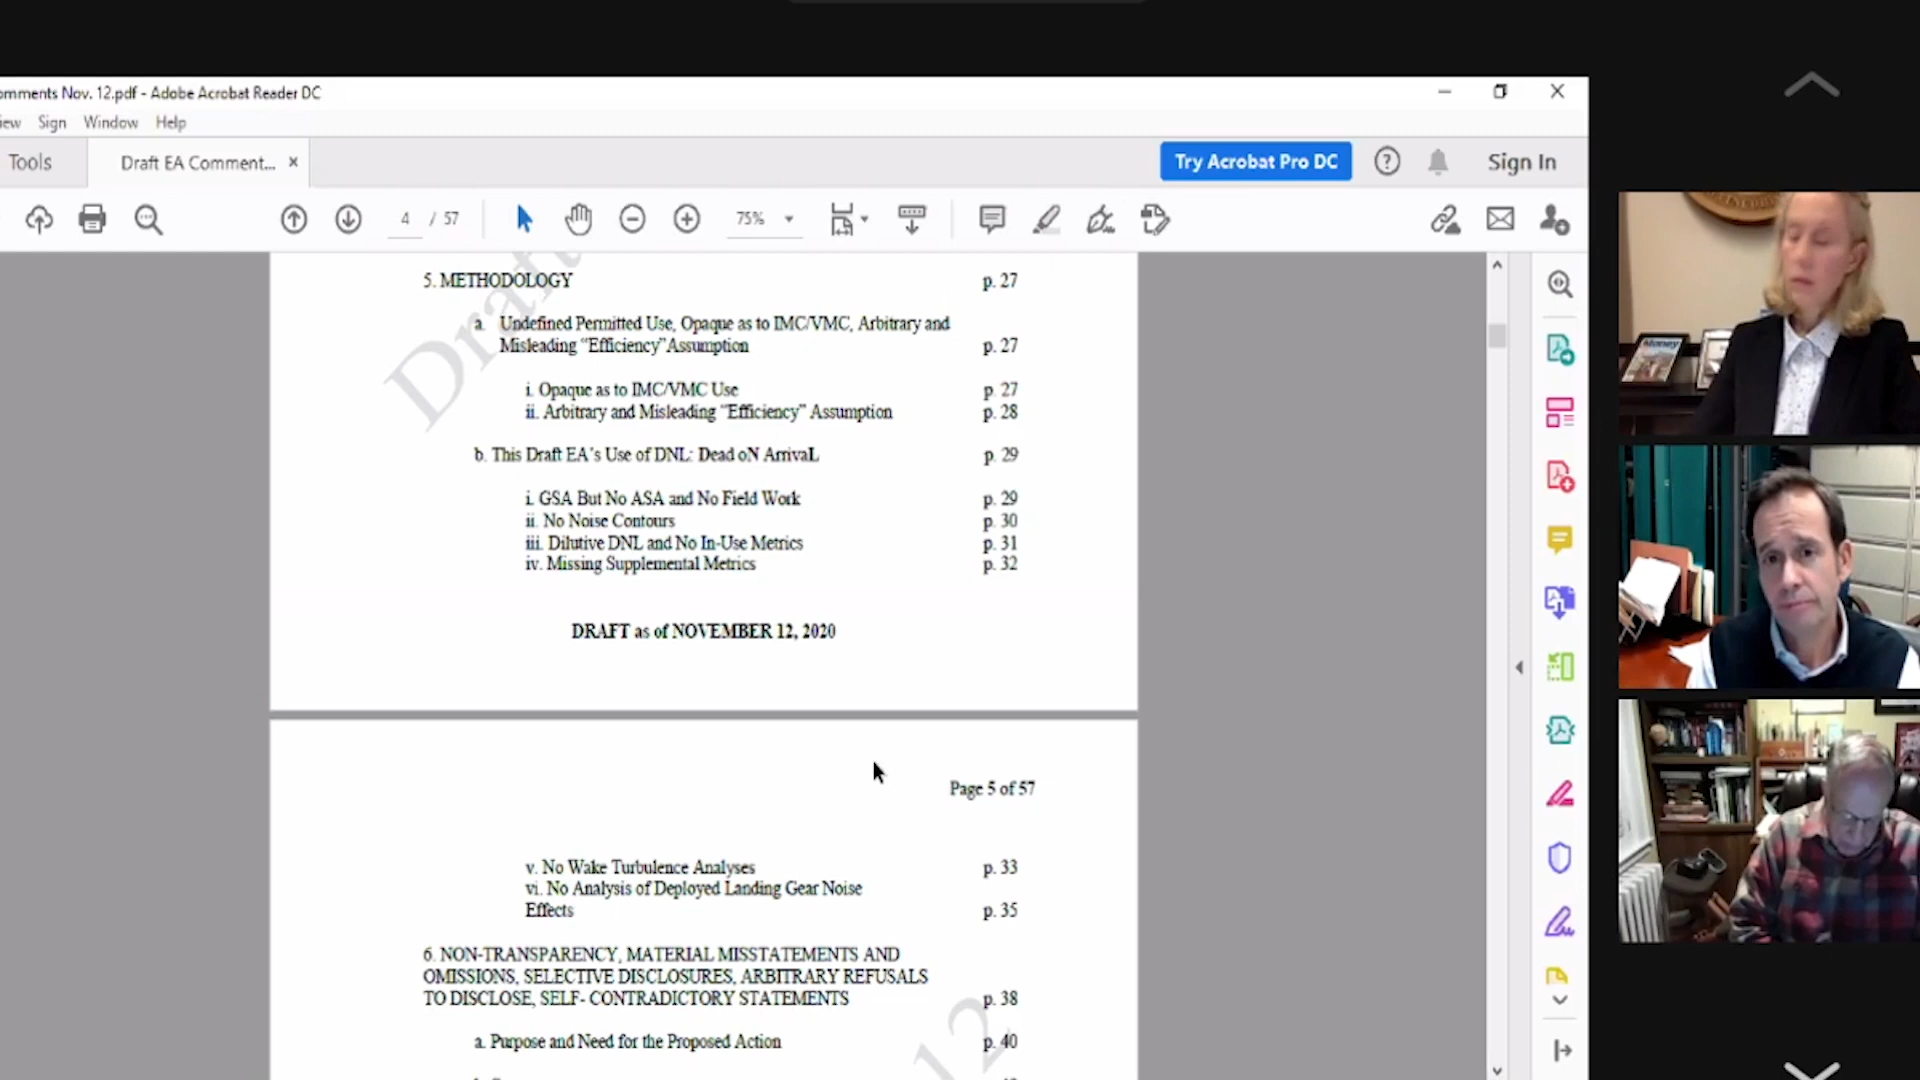 omments Nov. 12.pdf - Adobe Acrobat Reader DC
iew Sign Window Help
Tools Draft EA Comment... × Try Acrobat Pro DC Sign In
4 / 57 75%
Draft
5. METHODOLOGY p. 27
a. Undefined Permitted Use, Opaque as to IMC/VMC, Arbitrary and
Misleading “Efficiency”Assumption p. 27
i. Opaque as to IMC/VMC Use p. 27
ii. Arbitrary and Misleading “Efficiency” Assumption p. 28
b. This Draft EA’s Use of DNL: Dead oN ArrivaL p. 29
i. GSA But No ASA and No Field Work p. 29
ii. No Noise Contours p. 30
iii. Dilutive DNL and No In-Use Metrics p. 31
iv. Missing Supplemental Metrics p. 32
DRAFT as of NOVEMBER 12, 2020
Page 5 of 57
v. No Wake Turbulence Analyses p. 33
vi. No Analysis of Deployed Landing Gear Noise
Effects p. 35
6. NON-TRANSPARENCY, MATERIAL MISSTATEMENTS AND
OMISSIONS, SELECTIVE DISCLOSURES, ARBITRARY REFUSALS
TO DISCLOSE, SELF- CONTRADICTORY STATEMENTS p. 38
a. Purpose and Need for the Proposed Action p. 40
12
Money